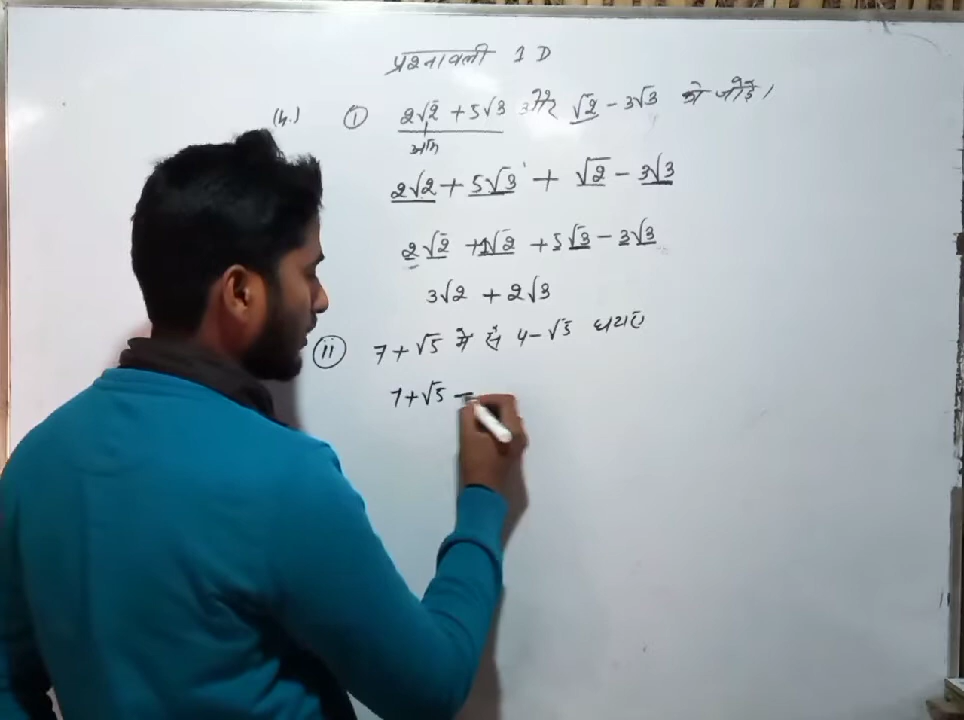 प्रश्नावली 1 D
(4.) (i) 2√2 + 5√3 और √2 - 3√3 को जोड़ें।
2√2 + 5√3 + √2 - 3√3
2√2 + 1√2 + 5√3 - 3√3
3√2 + 2√3
(ii) 7+√5 में से 4-√5 घटाएं
7+√5 -